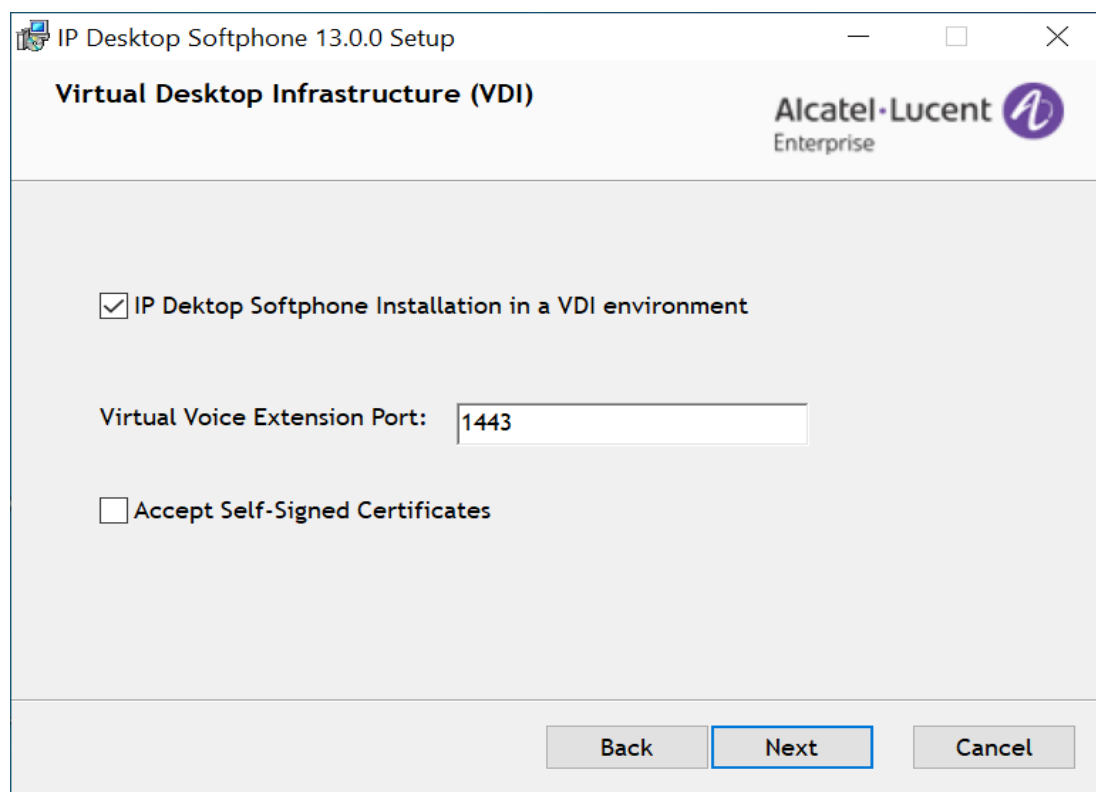 IP Desktop Softphone 13.0.0 Setup
Virtual Desktop Infrastructure (VDI)
Alcatel·Lucent
Enterprise
IP Dektop Softphone Installation in a VDI environment
Virtual Voice Extension Port:
1443
Accept Self-Signed Certificates
Back
Next
Cancel